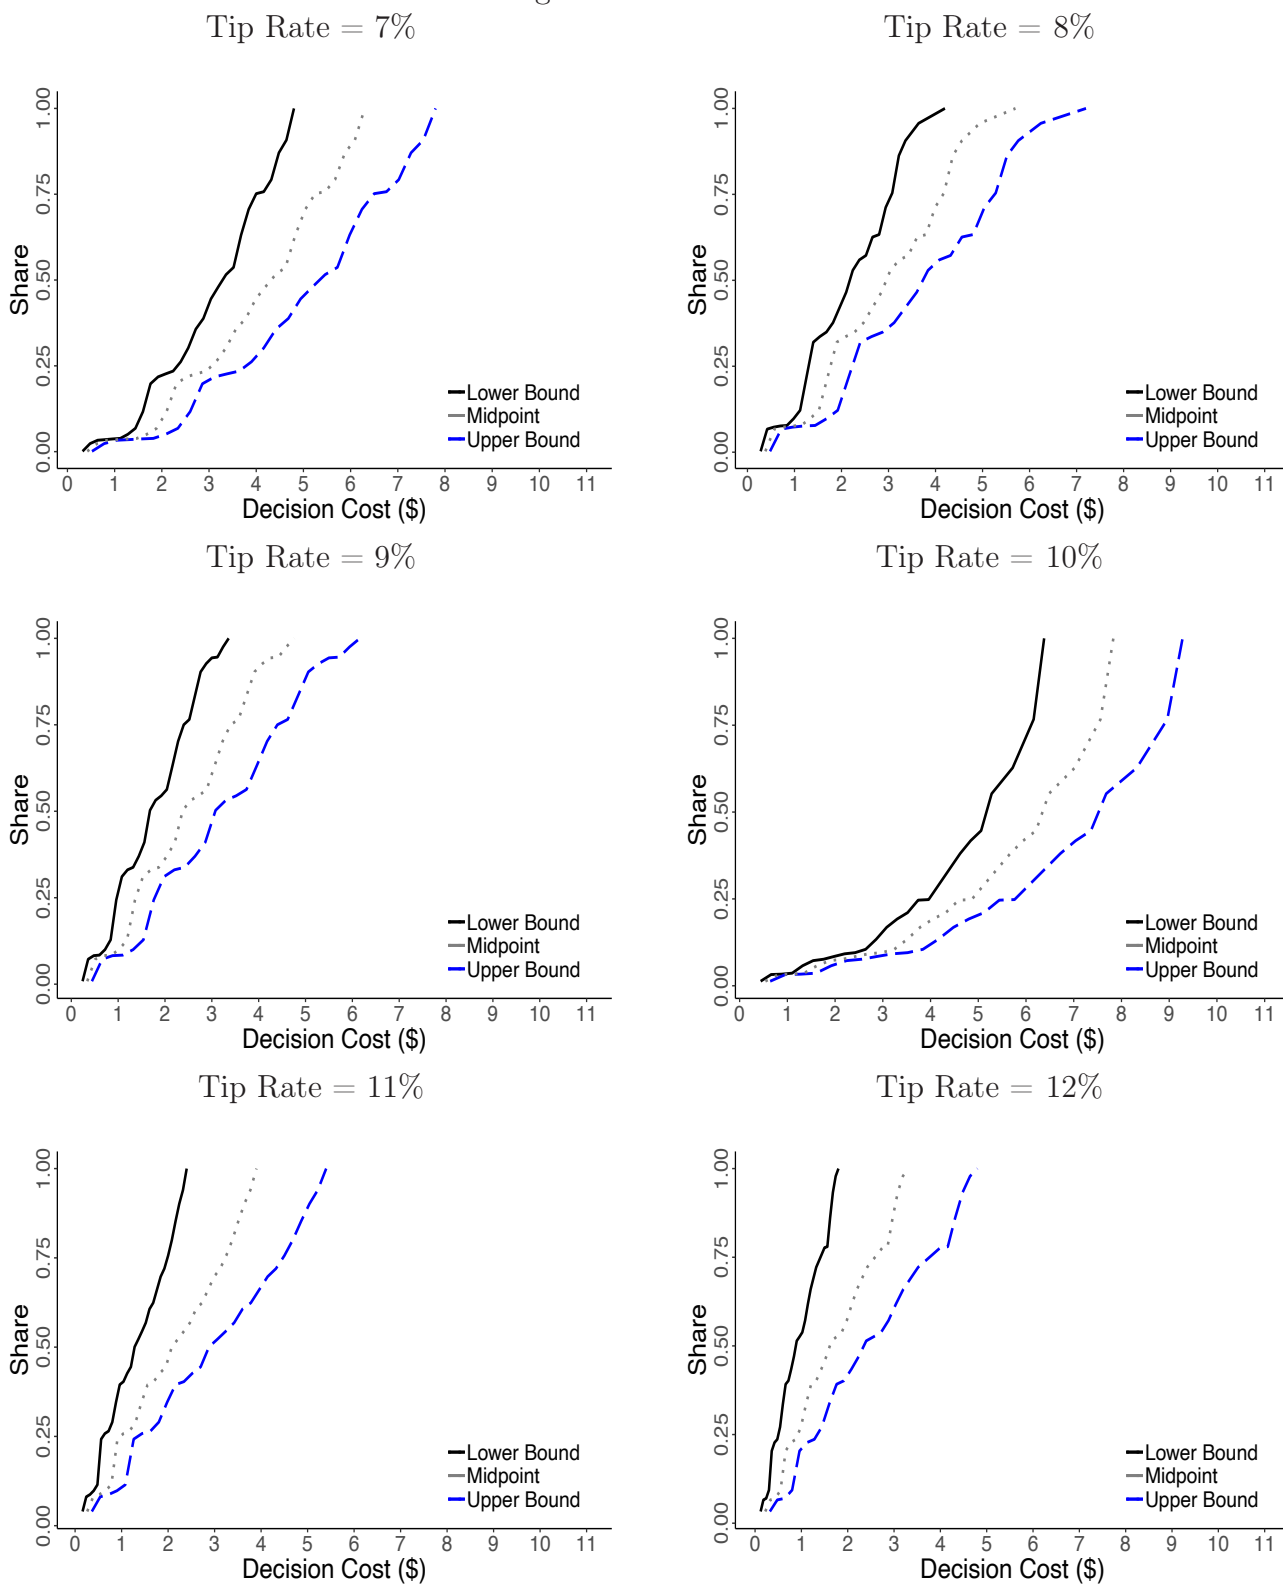 Tip Rate = 7%
1.00
0.75
0.50
0.25
0.00
Share
Lower Bound
Midpoint
Upper Bound
0 1 2 3 4 5 6 7 8 9 10 11
Decision Cost ($)
Tip Rate = 8%
1.00
0.75
0.50
0.25
0.00
Share
Lower Bound
Midpoint
Upper Bound
0 1 2 3 4 5 6 7 8 9 10 11
Decision Cost ($)
Tip Rate = 9%
1.00
0.75
0.50
0.25
0.00
Share
Lower Bound
Midpoint
Upper Bound
0 1 2 3 4 5 6 7 8 9 10 11
Decision Cost ($)
Tip Rate = 10%
1.00
0.75
0.50
0.25
0.00
Share
Lower Bound
Midpoint
Upper Bound
0 1 2 3 4 5 6 7 8 9 10 11
Decision Cost ($)
Tip Rate = 11%
1.00
0.75
0.50
0.25
0.00
Share
Lower Bound
Midpoint
Upper Bound
0 1 2 3 4 5 6 7 8 9 10 11
Decision Cost ($)
Tip Rate = 12%
1.00
0.75
0.50
0.25
0.00
Share
Lower Bound
Midpoint
Upper Bound
0 1 2 3 4 5 6 7 8 9 10 11
Decision Cost ($)